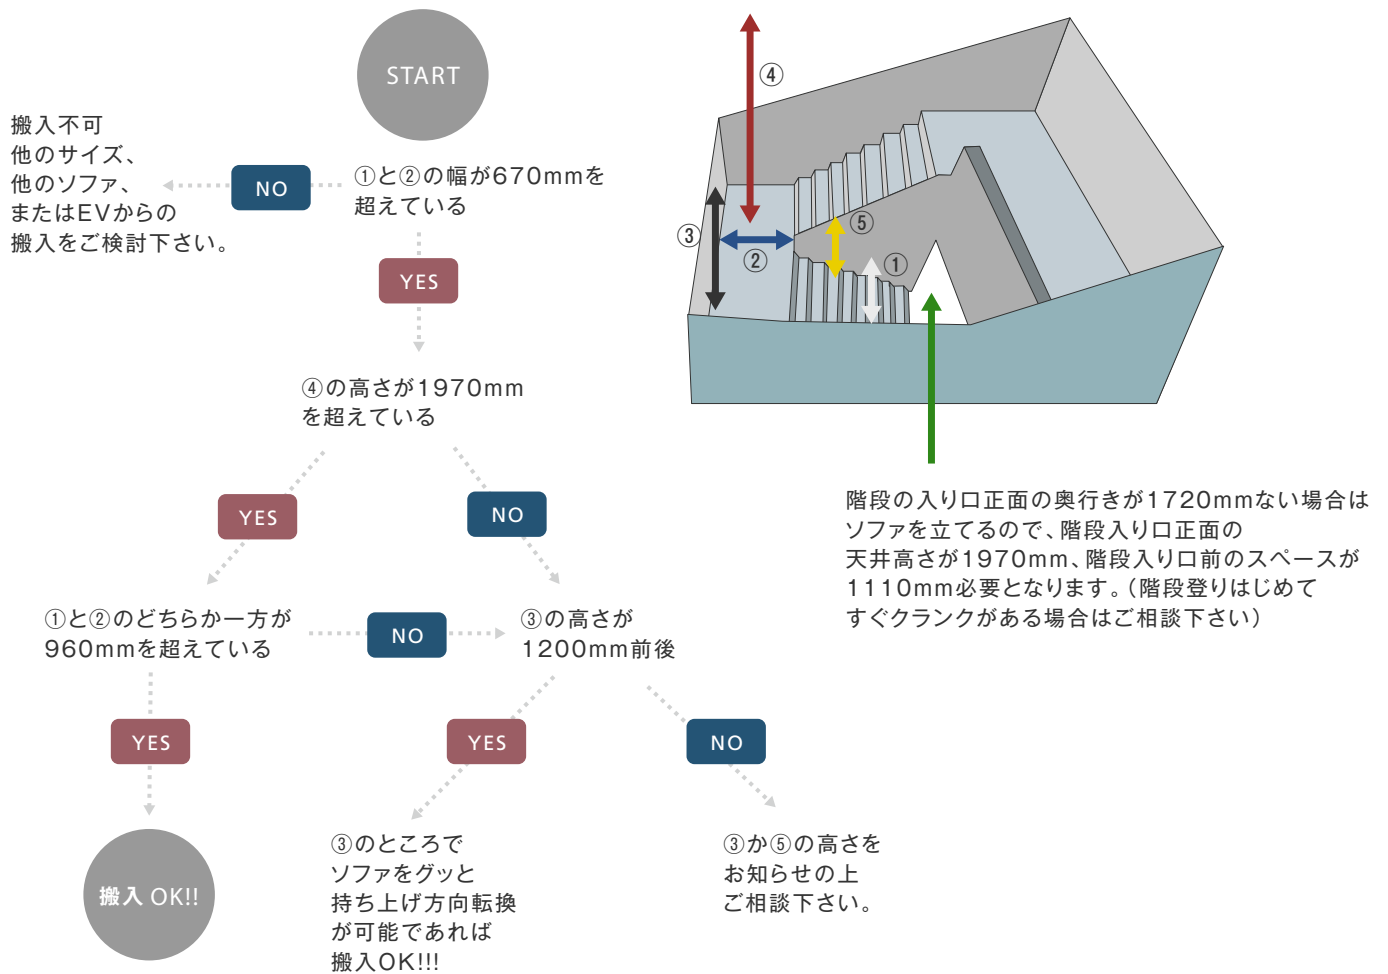 START
搬入不可
他のサイズ、
他のソファ、
またはEVからの
搬入をご検討下さい。
NO
①と②の幅が670mmを
超えている
YES
④の高さが1970mm
を超えている
YES
NO
①と②のどちらか一方が
960mmを超えている
NO
③の高さが
1200mm前後
YES
YES
NO
搬入 OK!!
③のところで
ソファをグッと
持ち上げ方向転換
が可能であれば
搬入OK!!!
③か⑤の高さを
お知らせの上
ご相談下さい。
④
③
②
⑤
①
階段の入り口正面の奥行きが1720mmない場合は
ソファを立てるので、階段入り口正面の
天井高さが1970mm、階段入り口前のスペースが
1110mm必要となります。（階段登りはじめて
すぐクランクがある場合はご相談下さい）